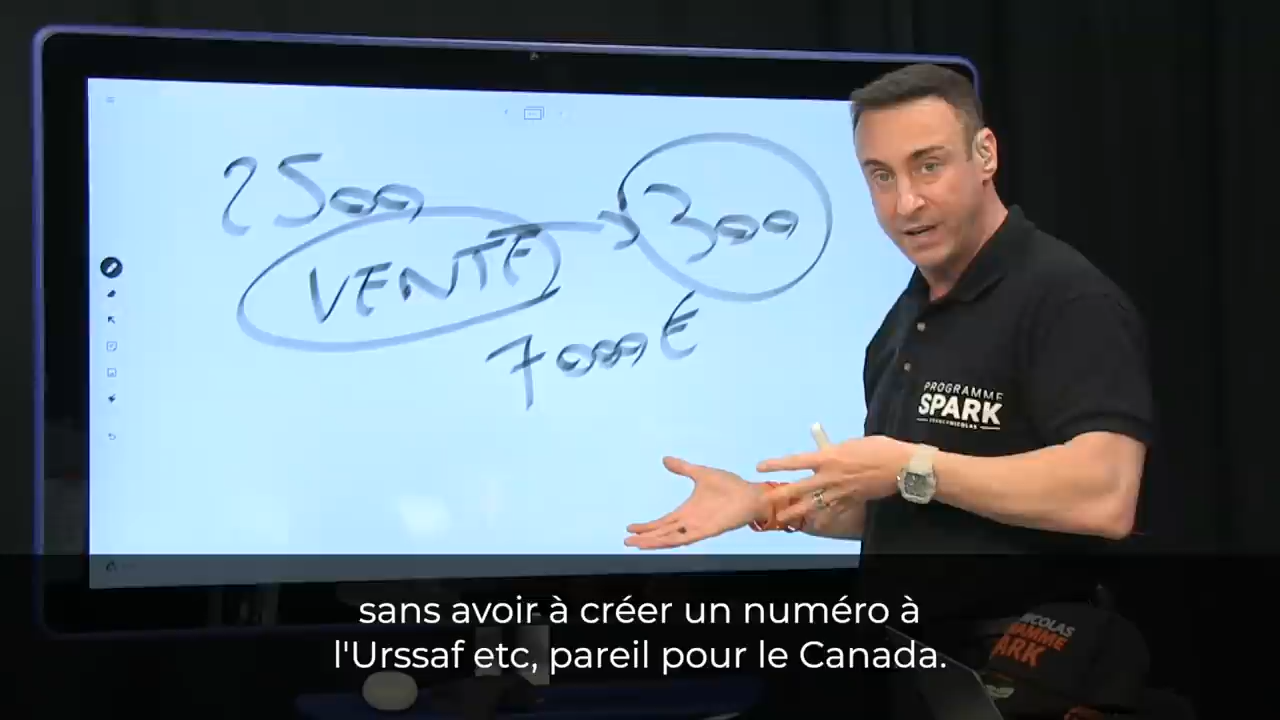 2500
VENTE
300
7000€
PROGRAMME
SPARK
sans avoir à créer un numéro à
l'Urssaf etc, pareil pour le Canada.